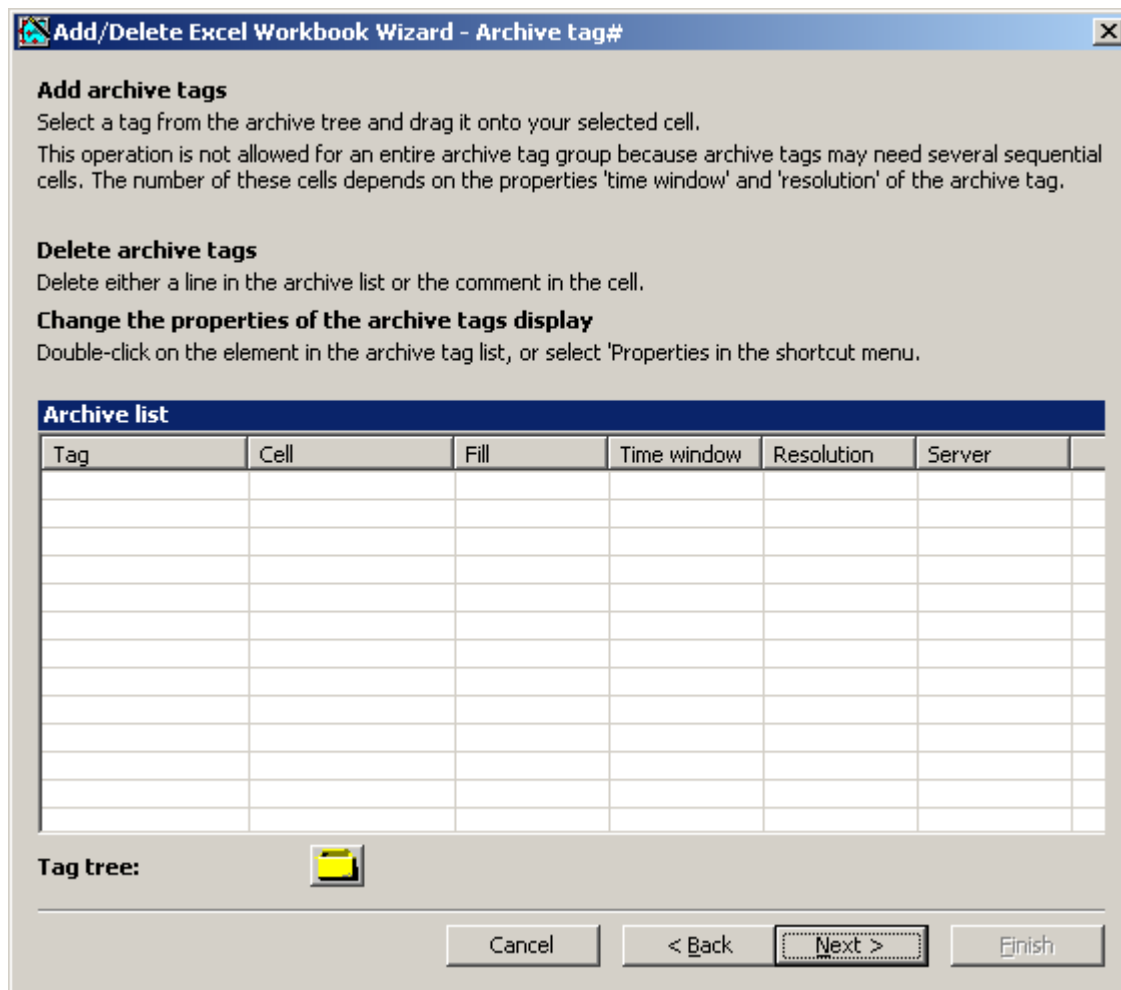 Add/Delete Excel Workbook Wizard - Archive tag#
Add archive tags
Select a tag from the archive tree and drag it onto your selected cell.
This operation is not allowed for an entire archive tag group because archive tags may need several sequential
cells. The number of these cells depends on the properties 'time window' and 'resolution' of the archive tag.
Delete archive tags
Delete either a line in the archive list or the comment in the cell.
Change the properties of the archive tags display
Double-click on the element in the archive tag list, or select 'Properties in the shortcut menu.
Archive list
Tag Cell Fill Time window Resolution Server
Tag tree:
Cancel < Back Next > Finish